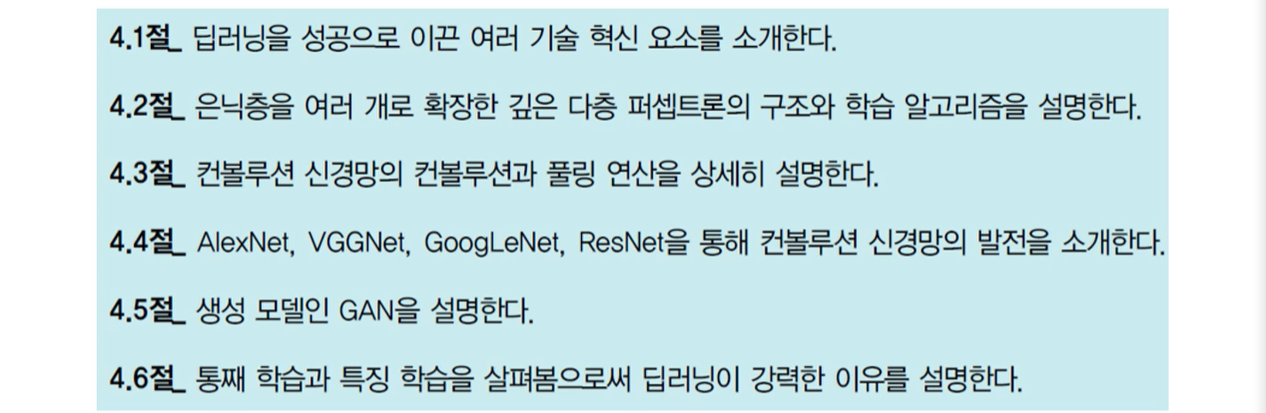 4.1절_ 딥러닝을 성공으로 이끈 여러 기술 혁신 요소를 소개한다.
4.2절_ 은닉층을 여러 개로 확장한 깊은 다층 퍼셉트론의 구조와 학습 알고리즘을 설명한다.
4.3절_ 컨볼루션 신경망의 컨볼루션과 풀링 연산을 상세히 설명한다.
4.4절_ AlexNet, VGGNet, GoogLeNet, ResNet을 통해 컨볼루션 신경망의 발전을 소개한다.
4.5절_ 생성 모델인 GAN을 설명한다.
4.6절_ 통째 학습과 특징 학습을 살펴봄으로써 딥러닝이 강력한 이유를 설명한다.